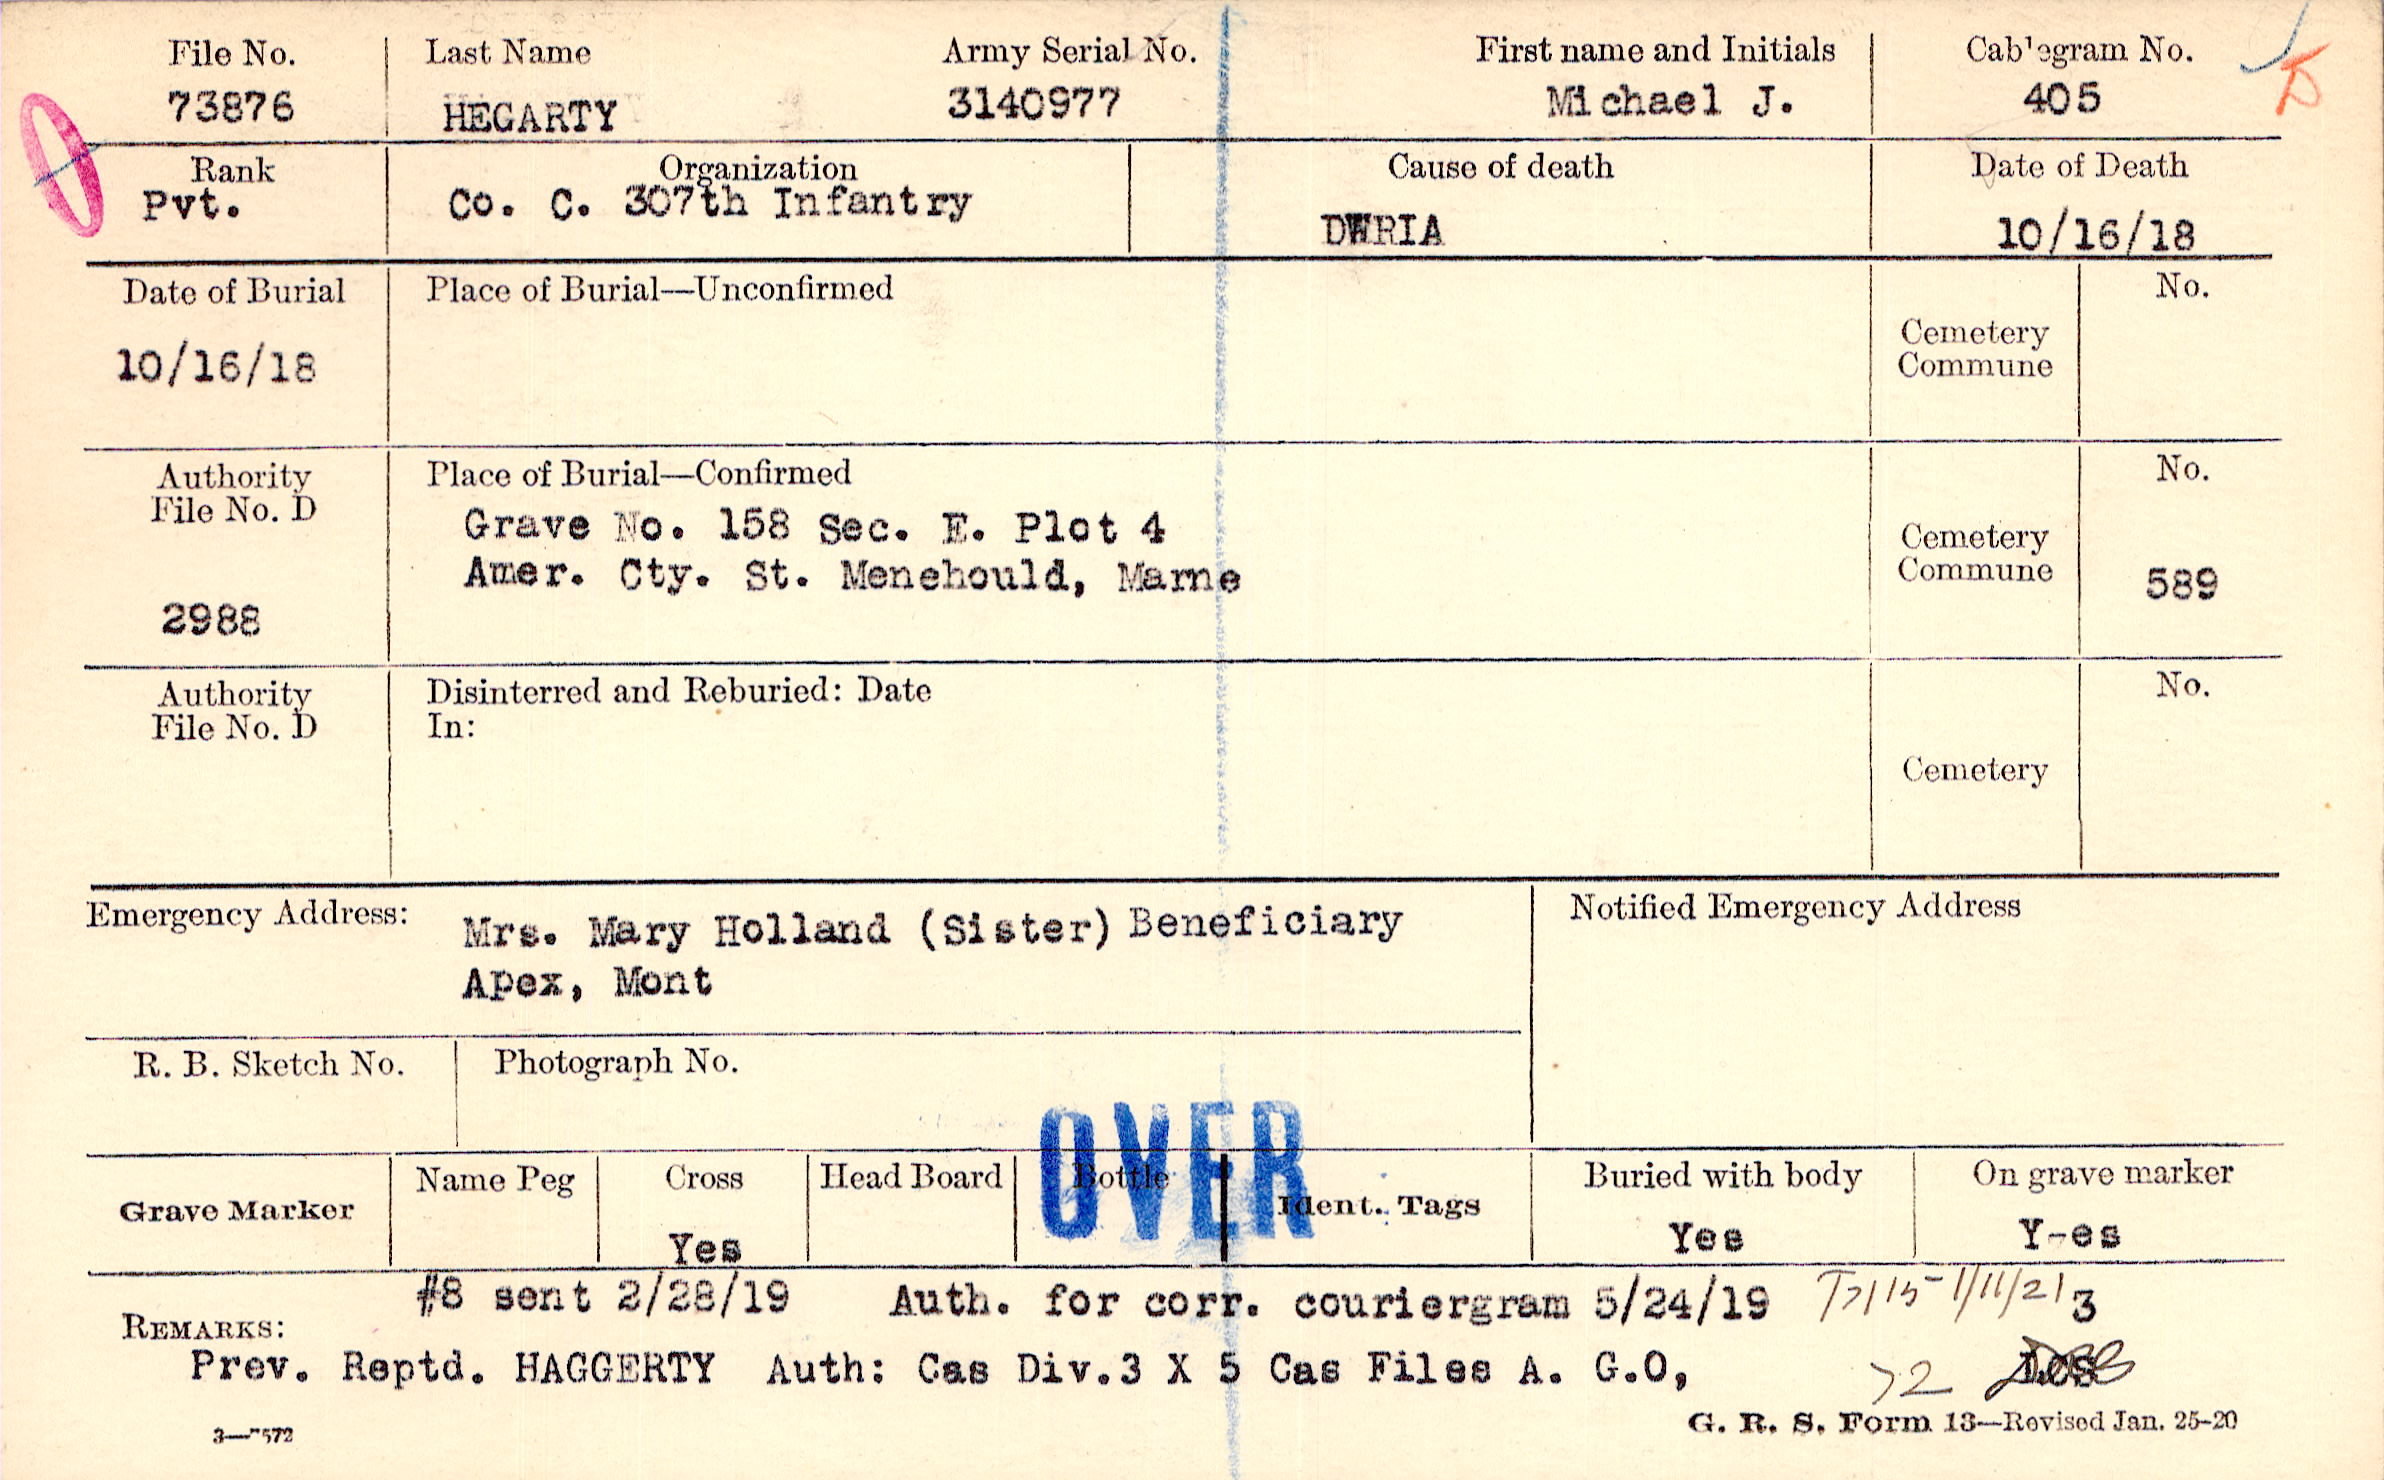 File No. Last Name Army Serial No. First name and Initials Cablegram No.
73876 HEGARTY 3140977 Michael J. 405
Rank Organization Cause of death Date of Death
Pvt. Co. C. 307th Infantry DWRIA 10/16/18
Date of Burial Place of Burial—Unconfirmed No.
10/16/18 Cemetery
Commune
Authority Place of Burial—Confirmed No.
File No. D
Grave No. 158 Sec. E. Plot 4 Cemetery
Amer. Cty. St. Menehould, Marne Commune 589
2988
Authority Disinterred and Reburied: Date No.
File No. D In:
Cemetery
Emergency Address: Mrs. Mary Holland (Sister) Beneficiary Notified Emergency Address
Apex, Mont
R. B. Sketch No. Photograph No.
OVER
Grave Marker Name Peg Cross Head Board Bottle Ident. Tags Buried with body On grave marker
Yes Yes Y-es
#8 sent 2/28/19 Auth. for corr. couriergram 5/24/19 1/11/21 3
REMARKS:
Prev. Reptd. HAGGERTY Auth: Cas Div.3 X 5 Cas Files A. G.O,
G. R. S. Form 13—Revised Jan. 25-20